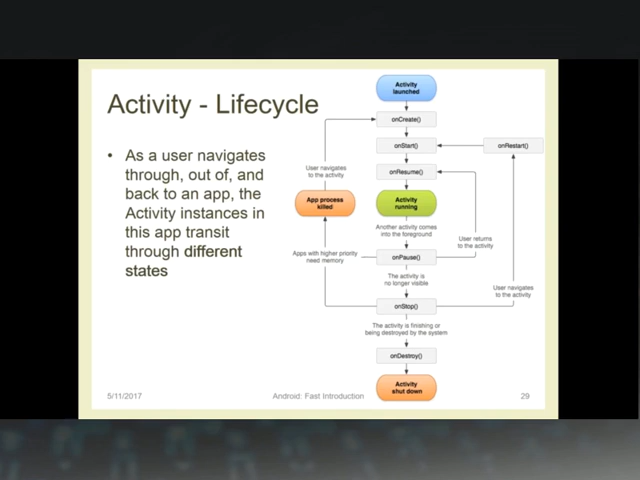 Activity - Lifecycle
• As a user navigates
through, out of, and
back to an app, the
Activity instances in
this app transit
through different
states
Activity
launched
onCreate()
onStart()
onRestart()
User navigates
to the activity
onResume()
App process
killed
Activity
running
Another activity comes
into the foreground
User returns
to the activity
Apps with higher priority
need memory
onPause()
The activity is
no longer visible
User navigates
to the activity
onStop()
The activity is finishing or
being destroyed by the system
onDestroy()
Activity
shut down
5/11/2017
Android: Fast Introduction
29